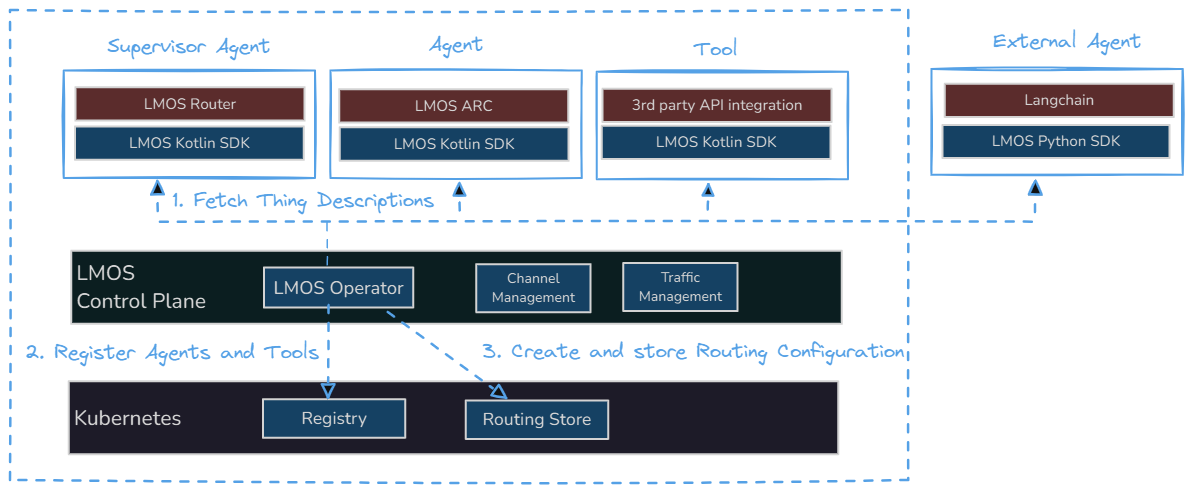 Supervisor Agent
Agent
Tool
External Agent
LMOS Router
LMOS Kotlin SDK
LMOS ARC
LMOS Kotlin SDK
3rd party API integration
LMOS Kotlin SDK
Langchain
LMOS Python SDK
1. Fetch Thing Descriptions
LMOS
Control Plane
LMOS Operator
Channel
Management
Traffic
Management
2. Register Agents and Tools
3. Create and store Routing Configuration
Kubernetes
Registry
Routing Store